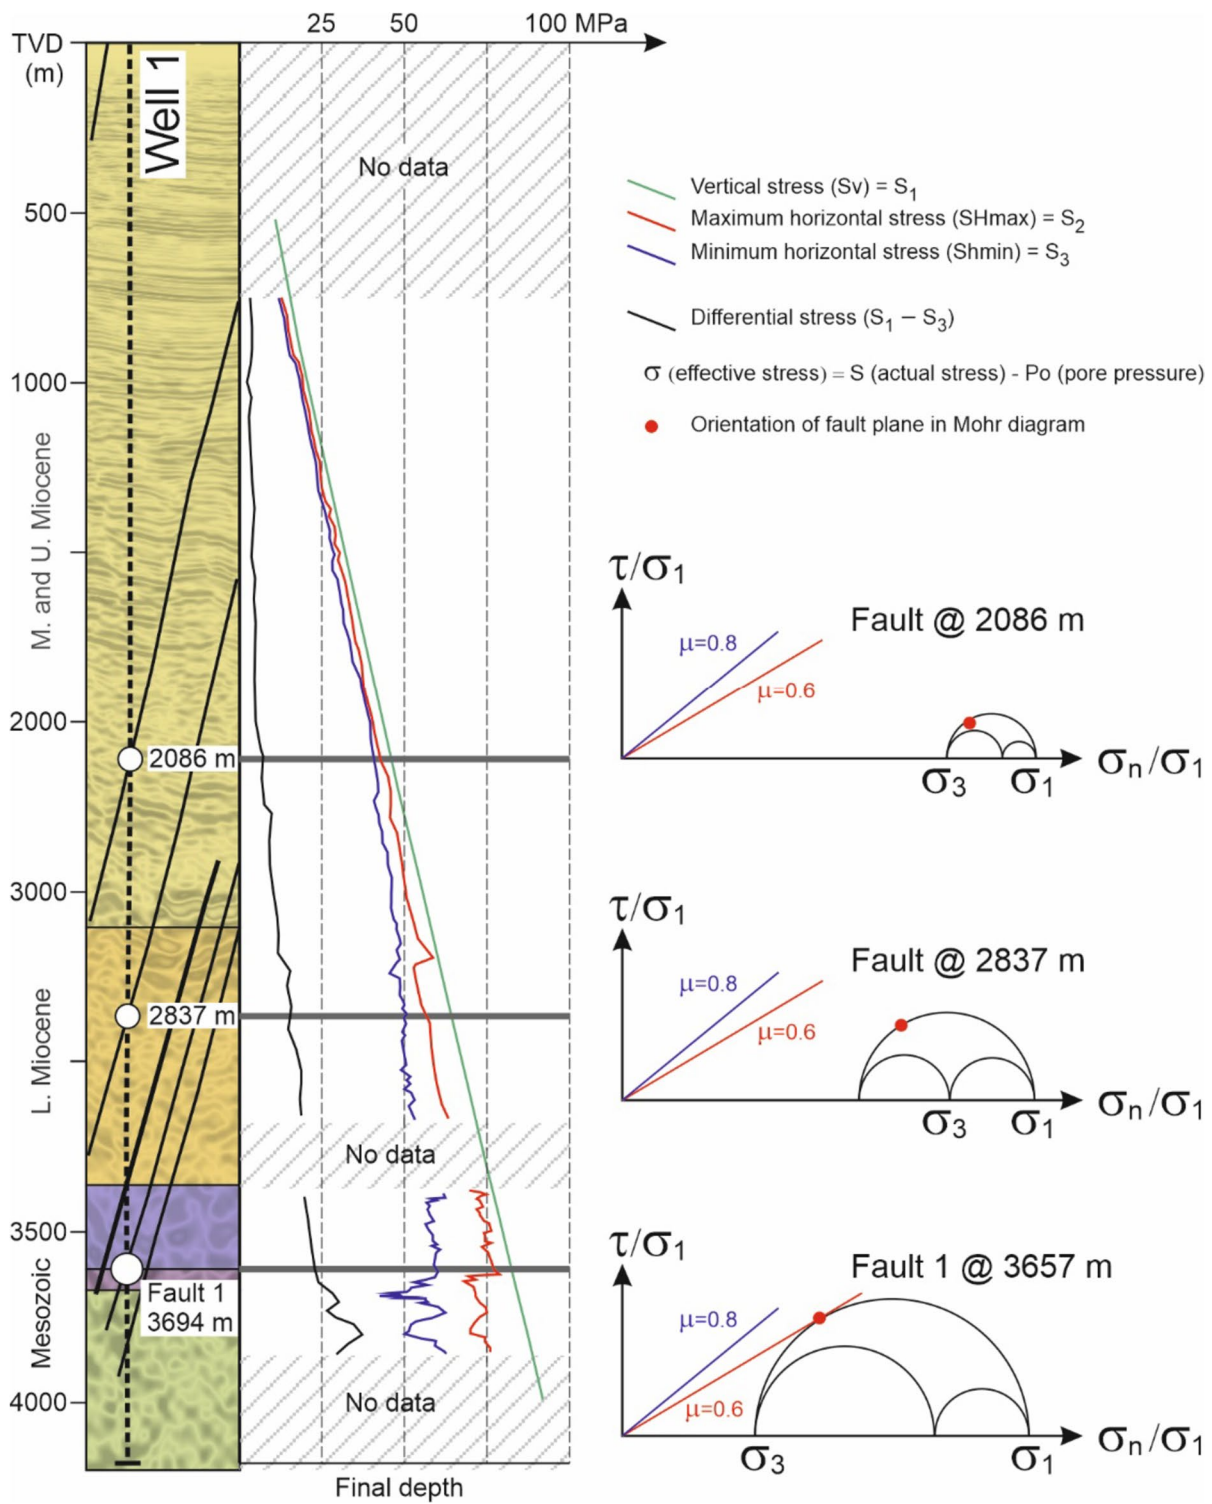 25 50 100 MPa
TVD
(m)
Well 1
No data
500
1000
2000
3000
3500
4000
M. and U. Miocene
L. Miocene
Mesozoic
2086 m
2837 m
Fault 1
3694 m
No data
No data
Final depth
Vertical stress (Sv) = S₁
Maximum horizontal stress (SHmax) = S₂
Minimum horizontal stress (Shmin) = S₃
Differential stress (S₁ – S₃)
σ (effective stress) = S (actual stress) - Po (pore pressure)
Orientation of fault plane in Mohr diagram
τ/σ₁
Fault @ 2086 m
μ=0.8
μ=0.6
σ₃ σ₁ σₙ/σ₁
τ/σ₁
Fault @ 2837 m
μ=0.8
μ=0.6
σ₃ σ₁ σₙ/σ₁
τ/σ₁
Fault 1 @ 3657 m
μ=0.8
μ=0.6
σ₃ σ₁ σₙ/σ₁